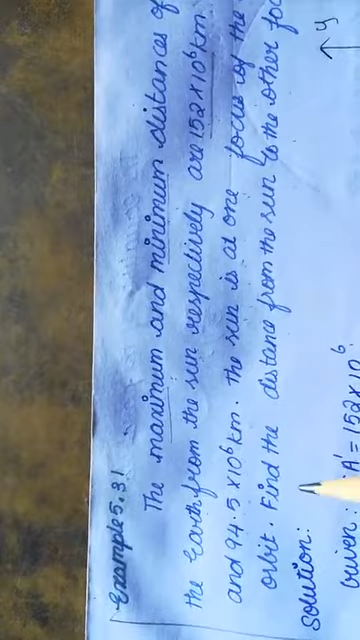 Example 5.31
The maximum and minimum distances of
the Earth from the sun respectively are 152 X 10⁶ km
and 94.5 X 10⁶ km. The sun is at one focus of the
orbit. Find the distance from the sun to the other
Solution:
Given: A' = 152 X 10⁶
y